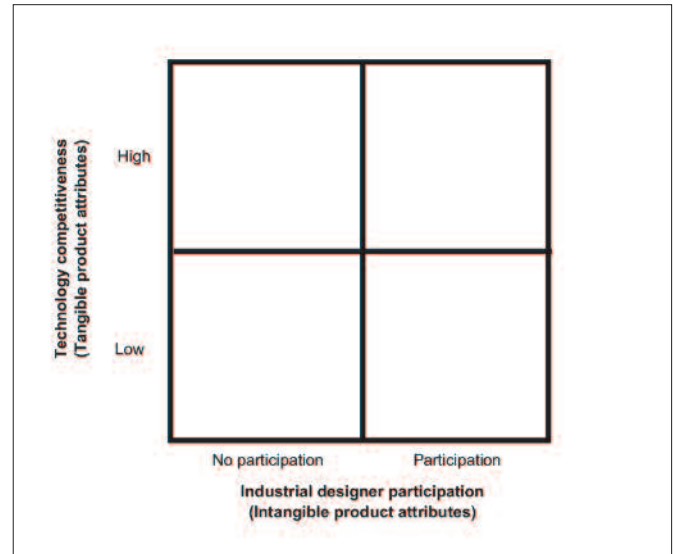 Technology competitiveness
(Tangible product attributes)
High
Low
No participation
Participation
Industrial designer participation
(Intangible product attributes)